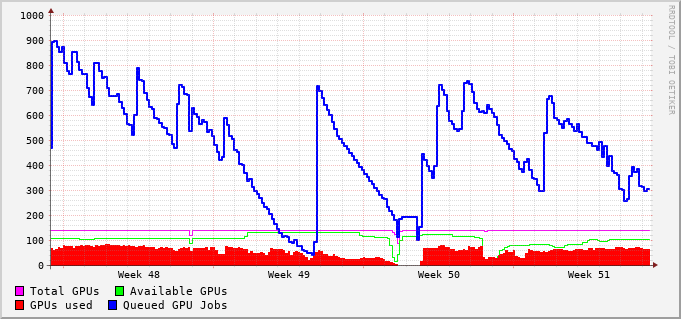 1000
900
800
700
600
500
400
300
200
100
0
Week 48 Week 49 Week 50 Week 51
Total GPUs Available GPUs
GPUs used Queued GPU Jobs
RRDTOOL / TOBI OETIKER